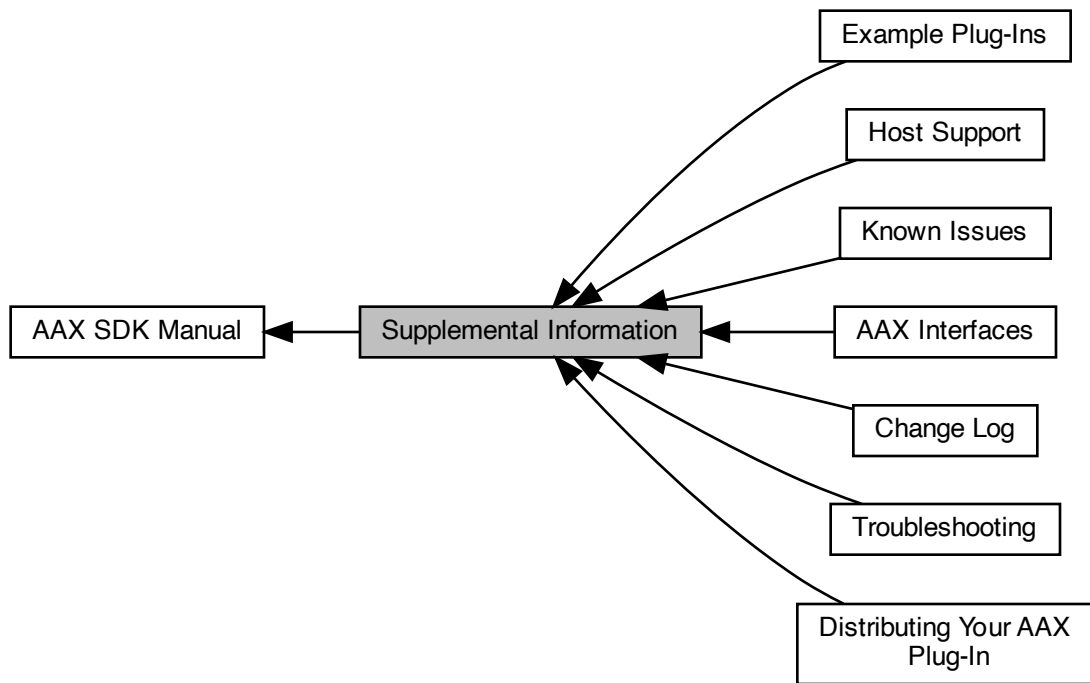 Example Plug-Ins
Host Support
Known Issues
AAX SDK Manual
Supplemental Information
AAX Interfaces
Change Log
Troubleshooting
Distributing Your AAX
Plug-In